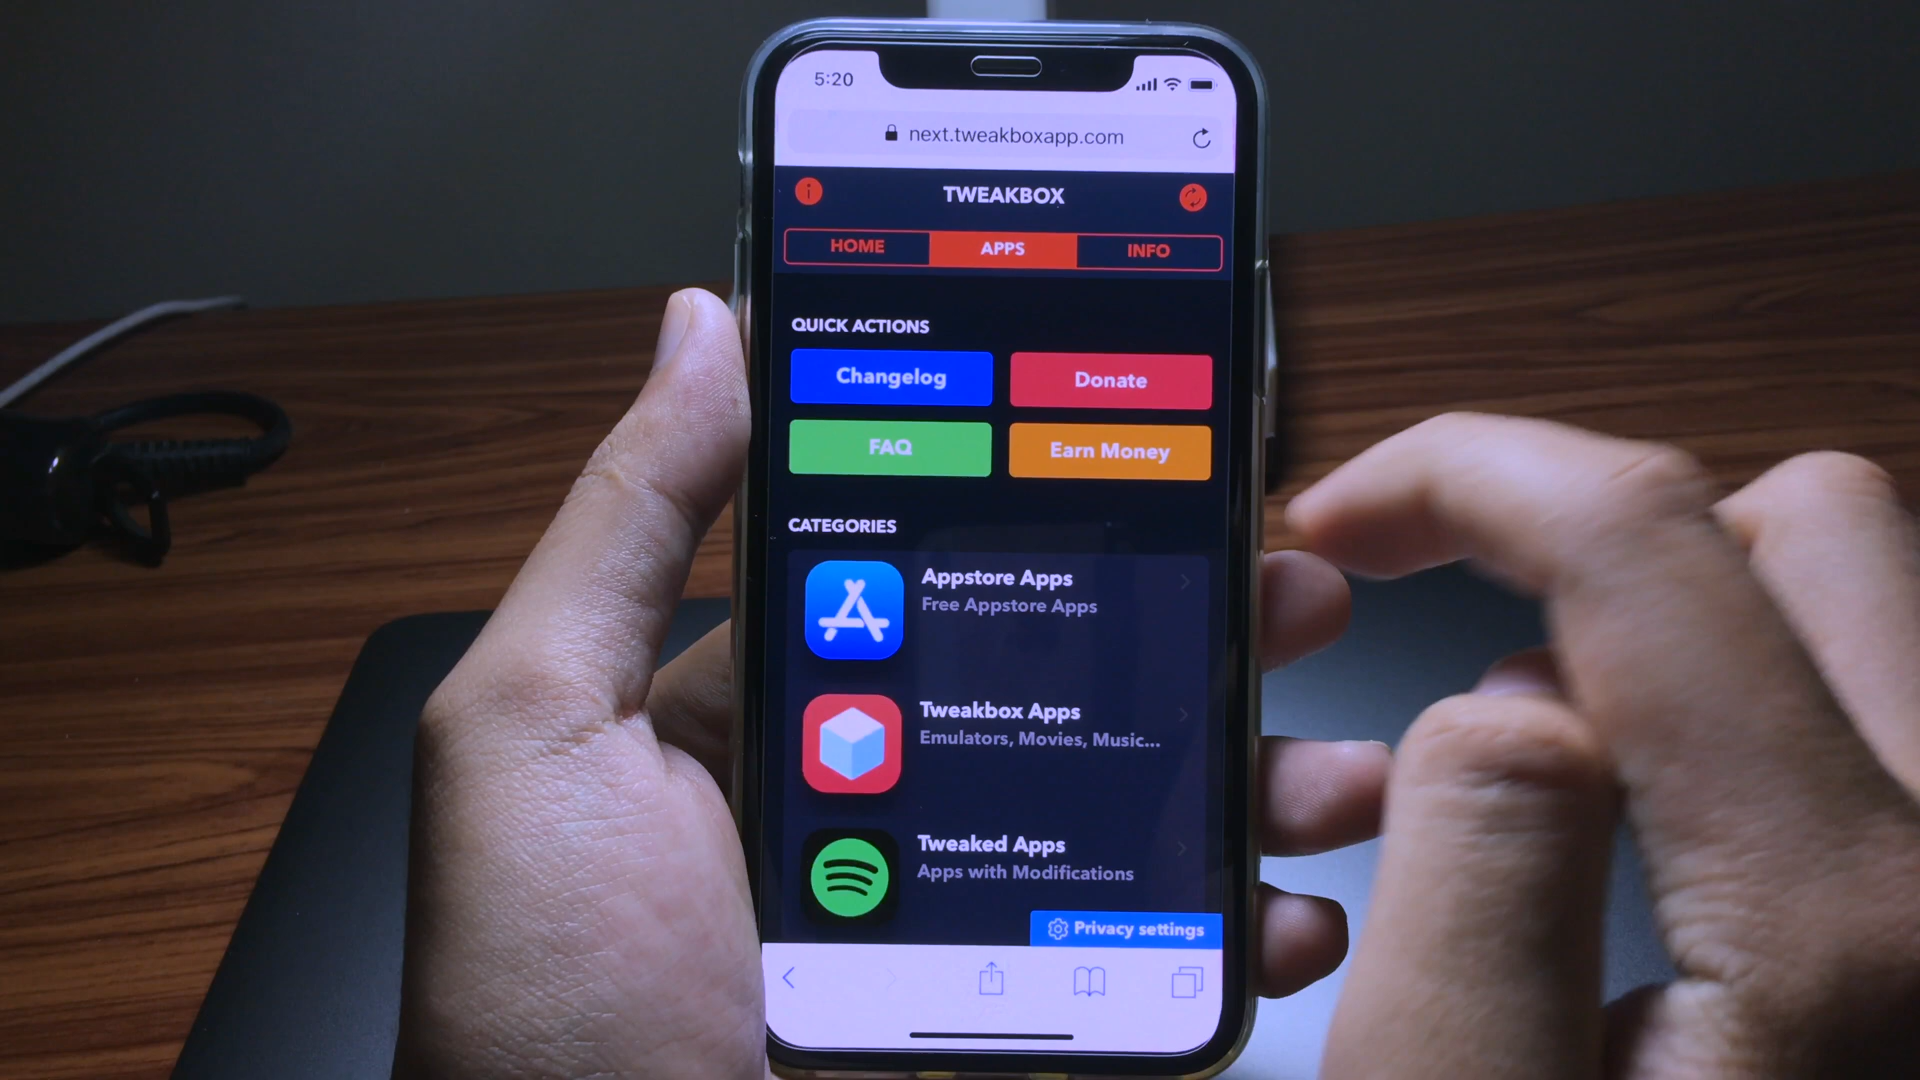 5:20
next.tweakboxapp.com
TWEAKBOX
HOME
APPS
INFO
QUICK ACTIONS
Changelog
Donate
FAQ
Earn Money
CATEGORIES
Appstore Apps
Free Appstore Apps
Tweakbox Apps
Emulators, Movies, Music...
Tweaked Apps
Apps with Modifications
Privacy settings